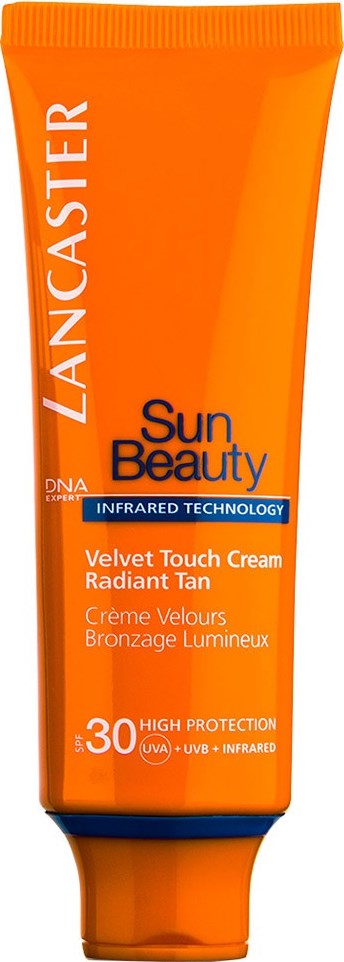 LANCASTER
DNA
EXPERT
Sun
Beauty
INFRARED TECHNOLOGY
Velvet Touch Cream
Radiant Tan
Crème Velours
Bronzage Lumineux
SPF 30 HIGH PROTECTION
UVA + UVB + INFRARED